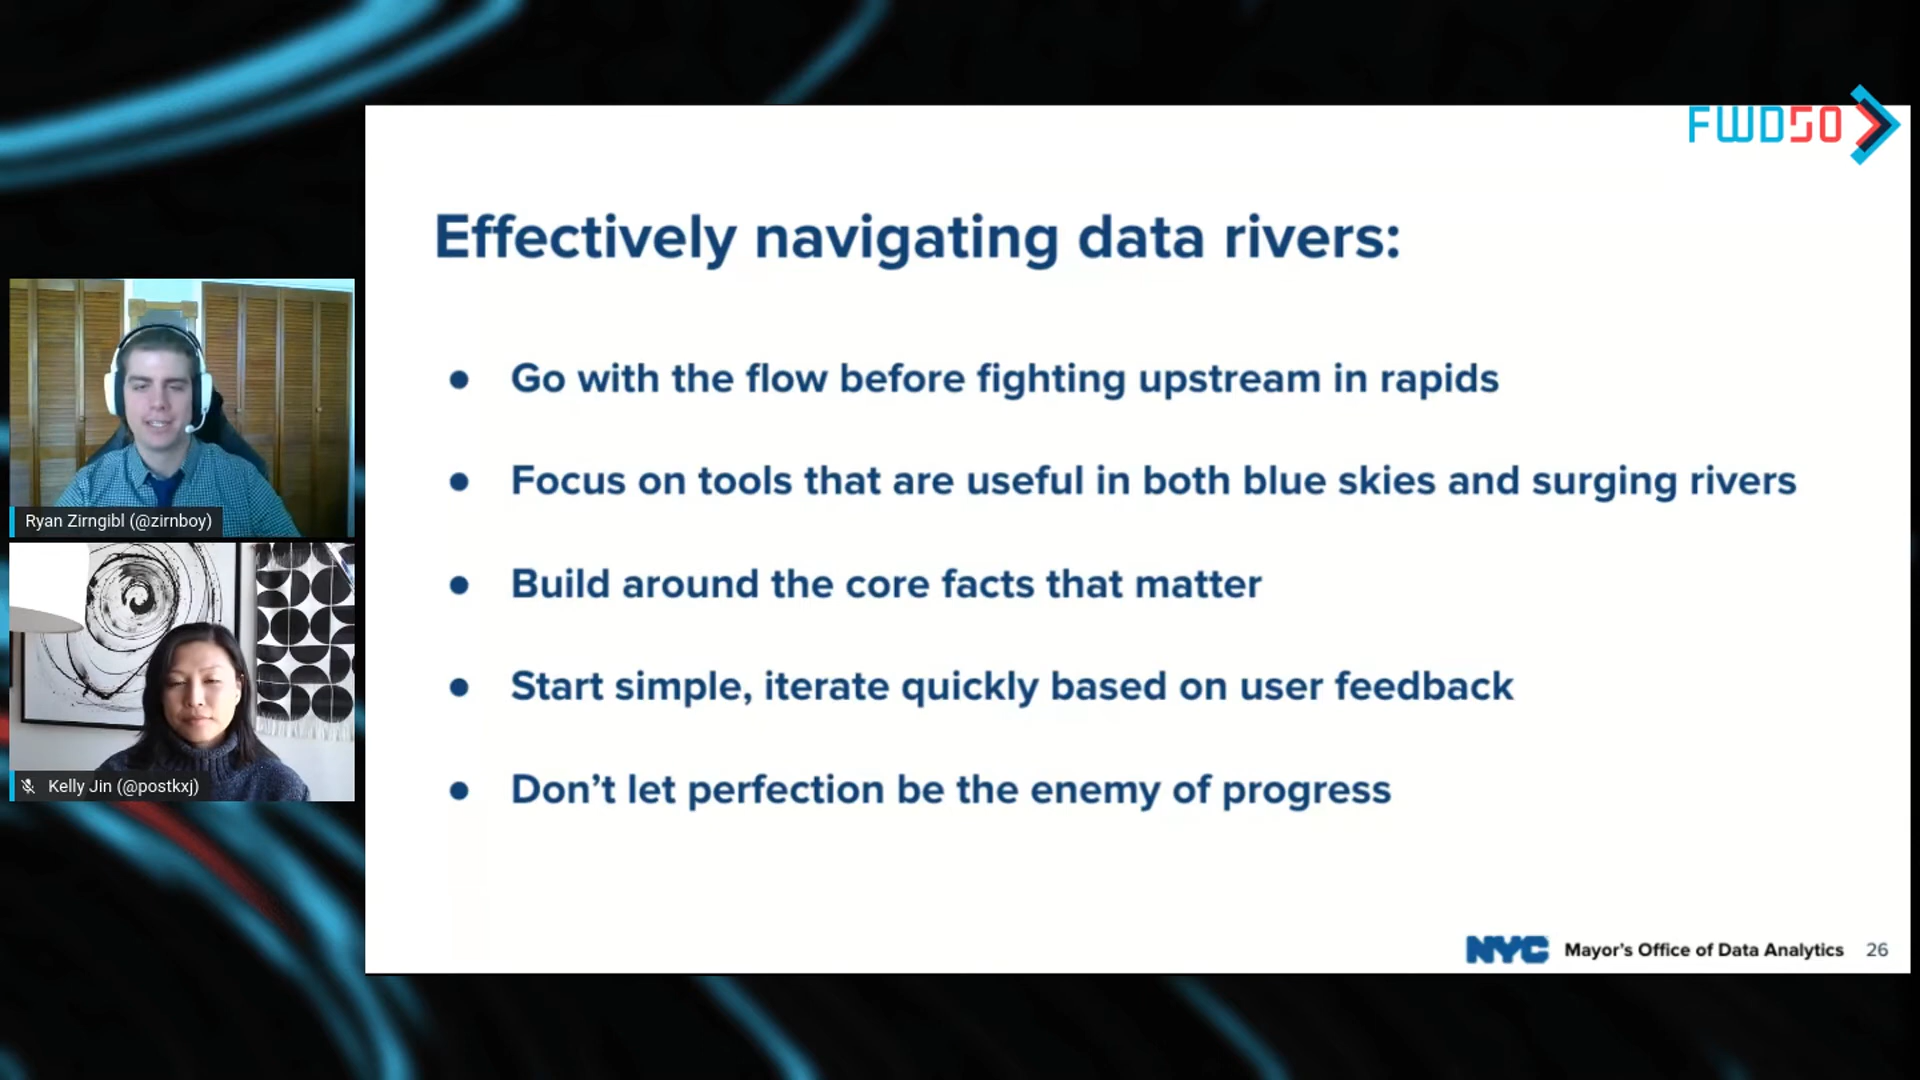 FWD50
Effectively navigating data rivers:
● Go with the flow before fighting upstream in rapids
● Focus on tools that are useful in both blue skies and surging rivers
● Build around the core facts that matter
● Start simple, iterate quickly based on user feedback
● Don’t let perfection be the enemy of progress
Ryan Zirngibl (@zirnboy)
Kelly Jin (@postkxj)
NYC Mayor’s Office of Data Analytics 26